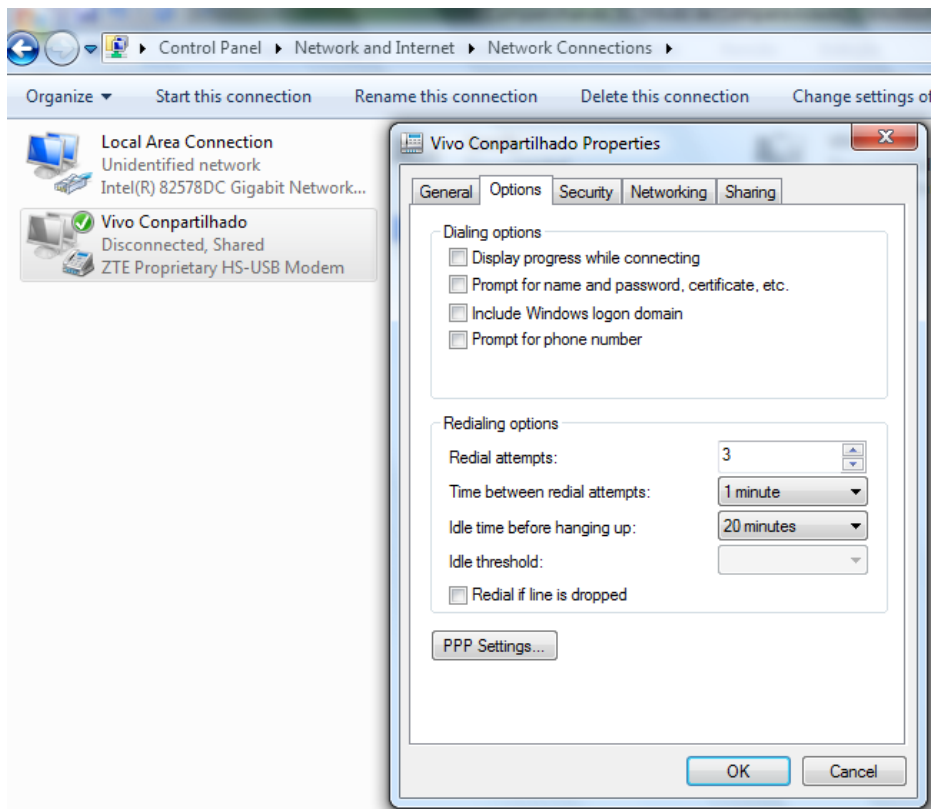 Control Panel Network and Internet Network Connections
Organize Start this connection Rename this connection Delete this connection Change settings of
Local Area Connection
Unidentified network
Intel(R) 82578DC Gigabit Network...
Vivo Conpartilhado
Disconnected, Shared
ZTE Proprietary HS-USB Modem
Vivo Conpartilhado Properties
General Options Security Networking Sharing
Dialing options
Display progress while connecting
Prompt for name and password, certificate, etc.
Include Windows logon domain
Prompt for phone number
Redialing options
Redial attempts: 3
Time between redial attempts: 1 minute
Idle time before hanging up: 20 minutes
Idle threshold:
Redial if line is dropped
PPP Settings...
OK Cancel